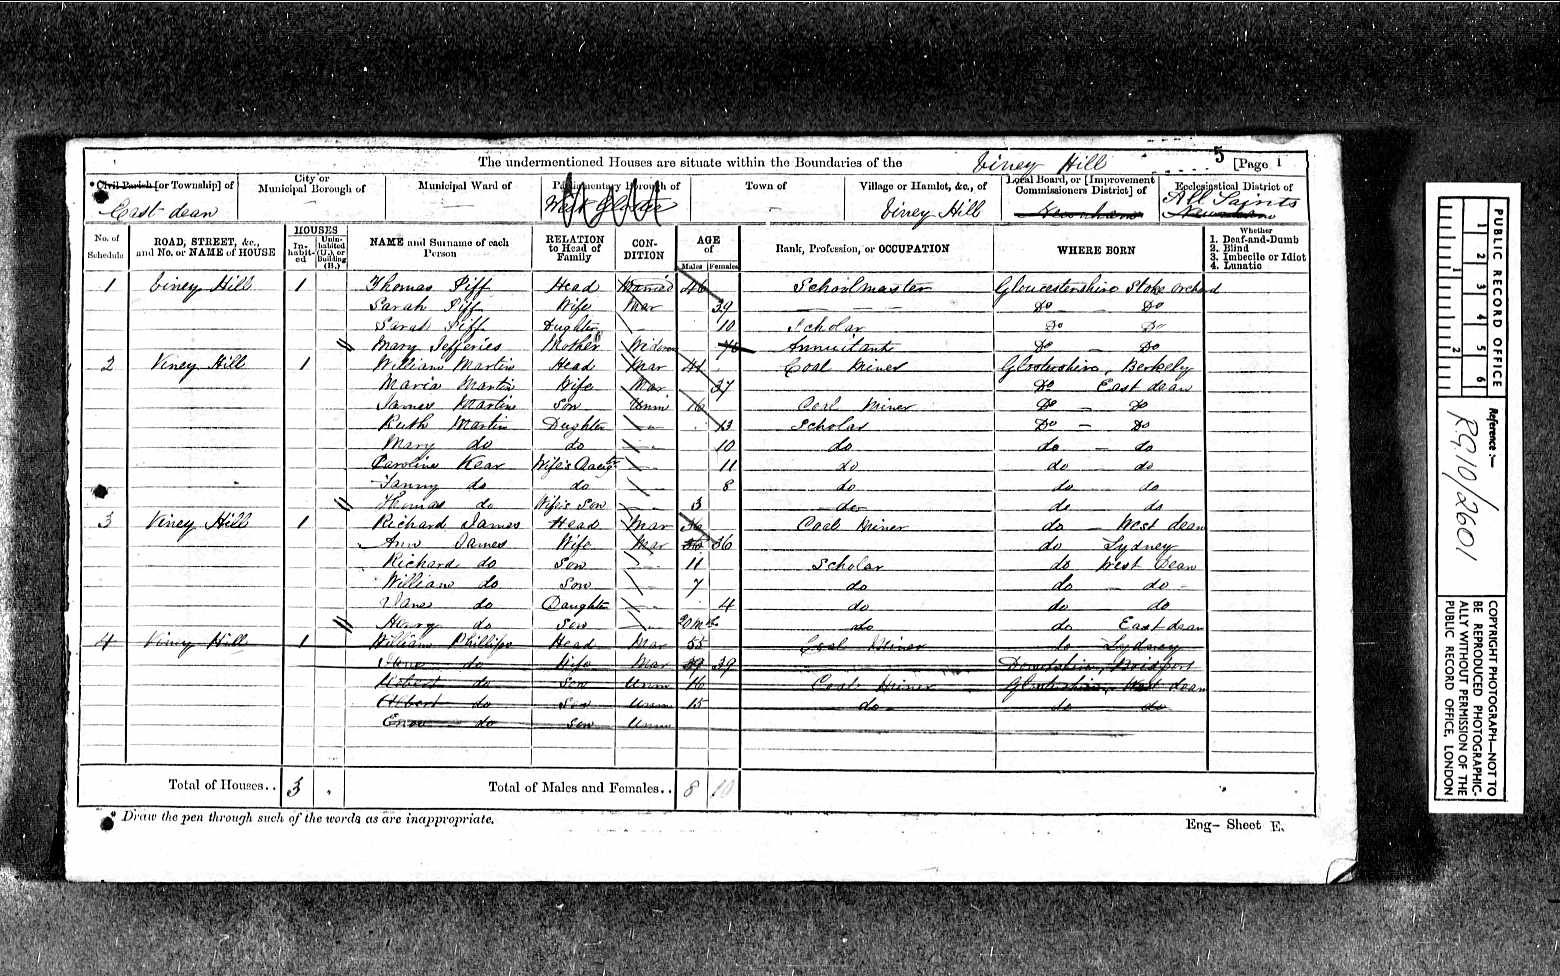 The undermentioned Houses are situate within the Boundaries of the Viney Hill 5 [Page 1
Civil Parish [or Township] of
East dean
City or Municipal Borough of
Municipal Ward of
Parliamentary Borough of
West Gloster
Town of
Village or Hamlet, &c., of
Viney Hill
Local Board, or [Improvement Commissioners District] of
Newnham
Ecclesiastical District of
All Saints
No. of Schedule
ROAD, STREET, &c., and No. or NAME of HOUSE
HOUSES
In-habit-ed
Unin-habited (U.), or Building (B.)
NAME and Surname of each Person
RELATION to Head of Family
CON-DITION
AGE of
Males Females
Rank, Profession, or OCCUPATION
WHERE BORN
Whether
1. Deaf-and-Dumb
2. Blind
3. Imbecile or Idiot
4. Lunatic
1 Viney Hill 1 Thomas Piff Head Married 46 Schoolmaster Gloucestershire Stoke Orchard
Sarah Piff Wife Mar 39 Do Do
Sarah Piff Dughter 10 Scholar Do Do
Mary Jefferies Mother Widow Annuitant Do Do
2 Viney Hill 1 William Martin Head Mar 41 Coal Miner Glostershire, Berkely
Maria Martin Wife Mar 37 Do East dean
James Martin Son Unm 16 Coal Miner Do Do
Ruth Martin Dughter 13 Scholar Do Do
Mary do do 10 do do do
Caroline Kear Wife's Daugtr 11 do do do
Fanny do do 8 do do do
Thomas do Wife's Son 3 do do do
3 Viney Hill 1 Richard James Head Mar 36 Coal Miner do West dean
Ann James Wife Mar 36 do Lydney
Richard do Son 11 Scholar do West Dean
William do Son 7 do do do
Jane do Daughter 4 do do do
Henry do Son do do East dean
4 Viney Hill 1 William Phillips Head Mar 55 Coal Miner do Lydney
do Wife Mar 39 Dorsetshire, Bridport
Robert do Son Unm 16 Coal Miner Glostershire, West dean
Albert do Son Unm 15 do do do
Enos do Son Unm
Total of Houses.. 3
Total of Males and Females.. 8 10
* Draw the pen through such of the words as are inappropriate.
Eng- Sheet E.
PUBLIC RECORD OFFICE
1 2 3 4 5 6
1 2
Reference :—
RG10/2601
COPYRIGHT PHOTOGRAPH—NOT TO BE REPRODUCED PHOTOGRAPHIC-ALLY WITHOUT PERMISSION OF THE PUBLIC RECORD OFFICE, LONDON